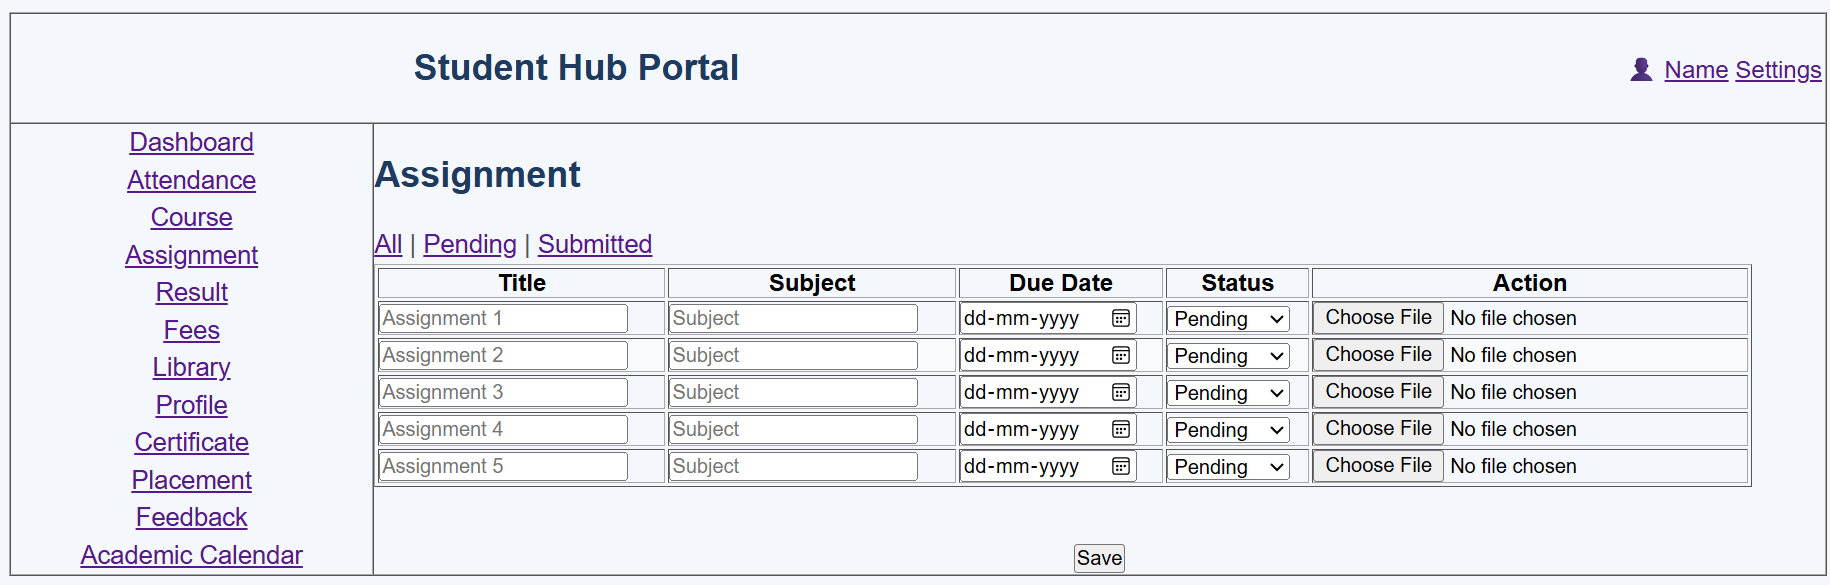 Student Hub Portal
Name Settings
Dashboard
Attendance
Course
Assignment
Result
Fees
Library
Profile
Certificate
Placement
Feedback
Academic Calendar
Assignment
All | Pending | Submitted
Title Subject Due Date Status Action
Assignment 1 Subject dd-mm-yyyy Pending Choose File No file chosen
Assignment 2 Subject dd-mm-yyyy Pending Choose File No file chosen
Assignment 3 Subject dd-mm-yyyy Pending Choose File No file chosen
Assignment 4 Subject dd-mm-yyyy Pending Choose File No file chosen
Assignment 5 Subject dd-mm-yyyy Pending Choose File No file chosen
Save